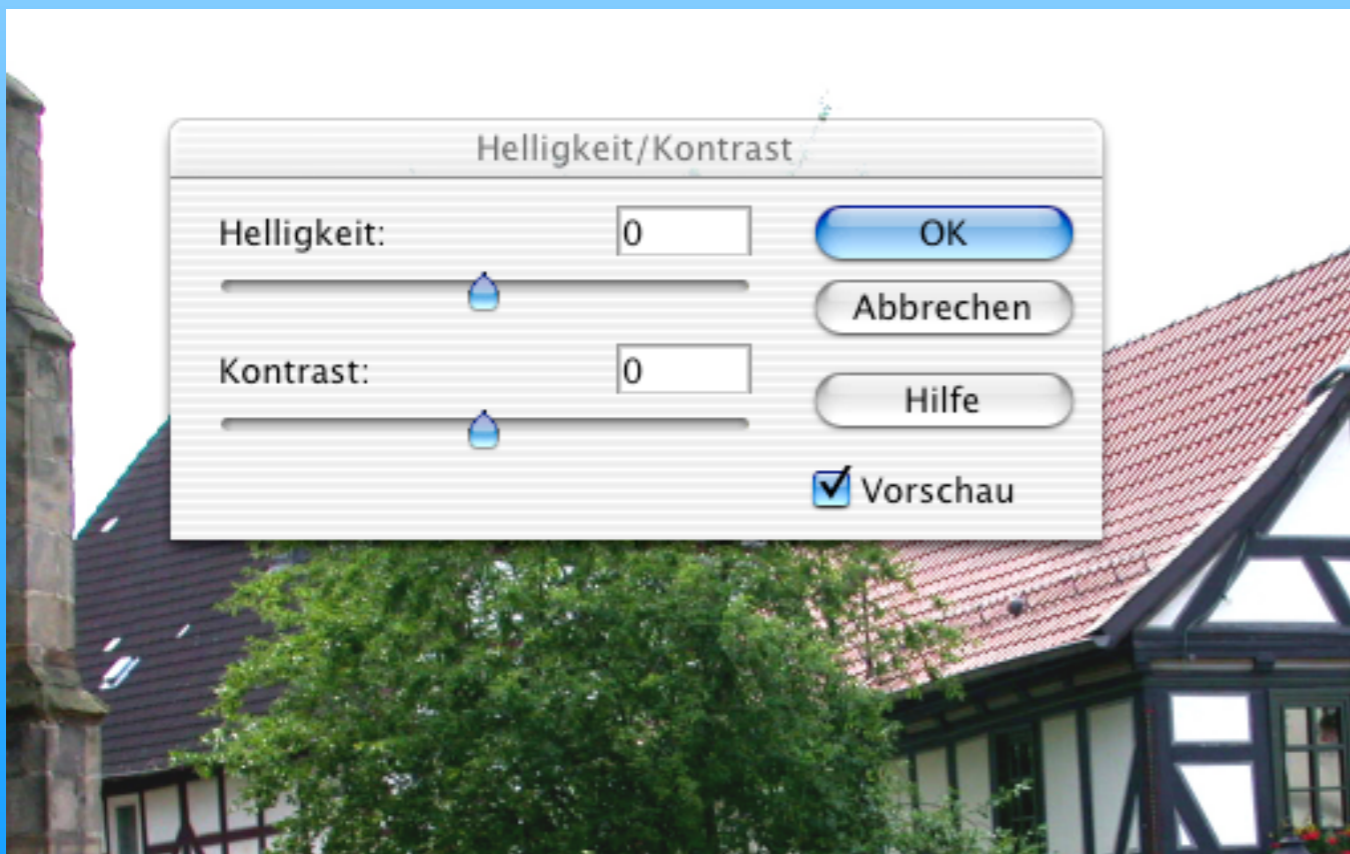 Helligkeit/Kontrast
Helligkeit: 0
OK
Abbrechen
Kontrast: 0
Hilfe
Vorschau